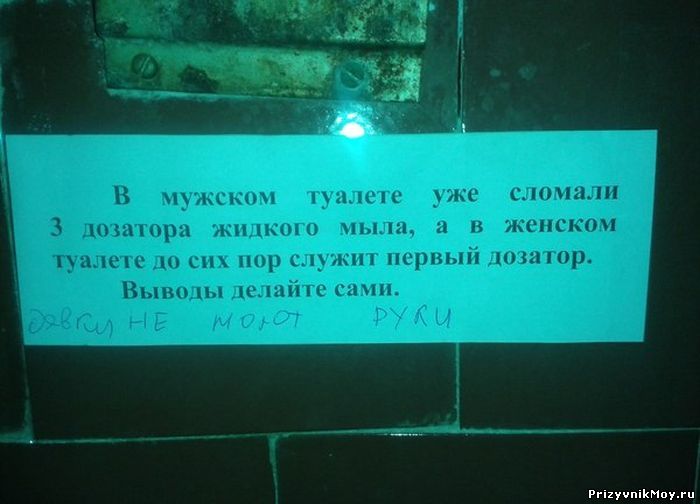 В мужском туалете уже сломали
3 дозатора жидкого мыла, а в женском
туалете до сих пор служит первый дозатор.
Выводы делайте сами.
девки НЕ моют РУКИ
PrizyvnikMoy.ru